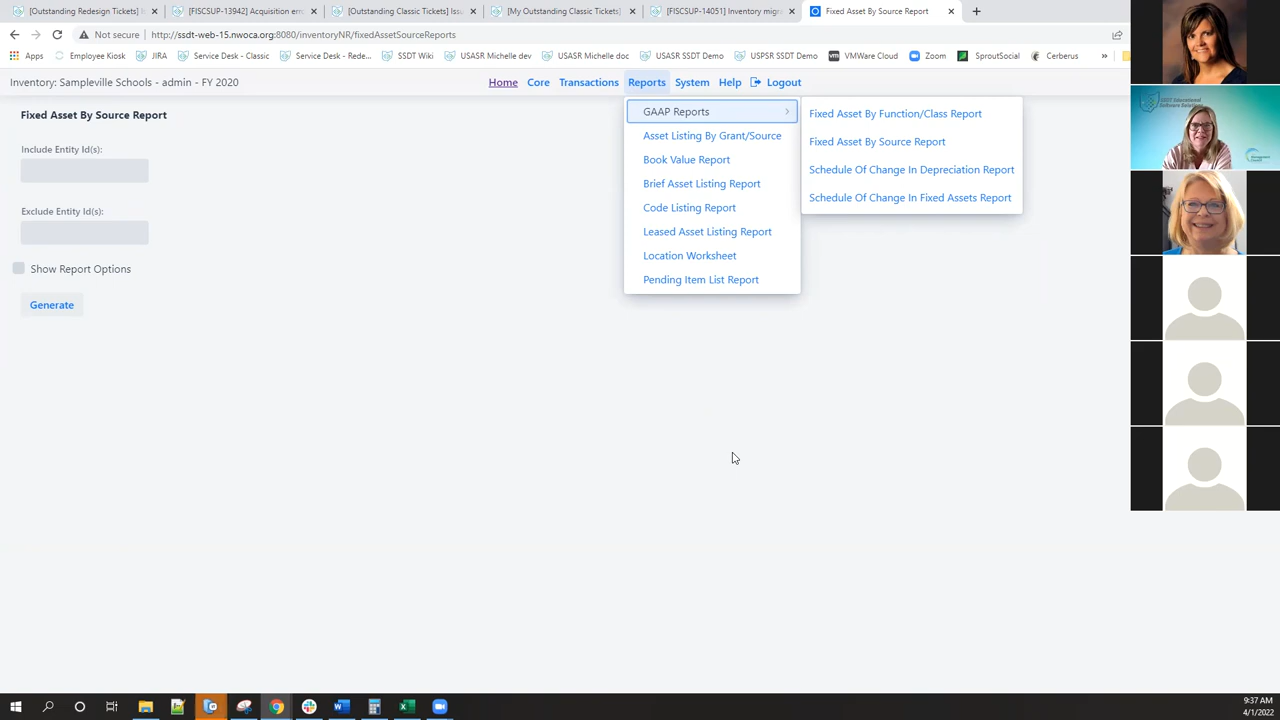 [Outstanding Redesign Tickets] I
[FISCSUP-13942] Acquisition err
[Outstanding Classic Tickets] Iss
[My Outstanding Classic Tickets]
[FISCSUP-14051] Inventory migr
Fixed Asset By Source Report
Not secure | http://ssdt-web-15.nwoca.org:8080/inventoryNR/fixedAssetSourceReports
Apps
Employee Kiosk
JIRA
Service Desk - Classic
Service Desk - Rede...
SSDT Wiki
USASR Michelle dev
USASR Michelle doc
USASR SSDT Demo
USPSR SSDT Demo
VMWare Cloud
Zoom
SproutSocial
Cerberus
»
Inventory: Sampleville Schools - admin - FY 2020
Home
Core
Transactions
Reports
System
Help
Logout
Fixed Asset By Source Report
Include Entity Id(s):
Exclude Entity Id(s):
Show Report Options
Generate
GAAP Reports
Asset Listing By Grant/Source
Book Value Report
Brief Asset Listing Report
Code Listing Report
Leased Asset Listing Report
Location Worksheet
Pending Item List Report
Fixed Asset By Function/Class Report
Fixed Asset By Source Report
Schedule Of Change In Depreciation Report
Schedule Of Change In Fixed Assets Report
9:37 AM
4/1/2022